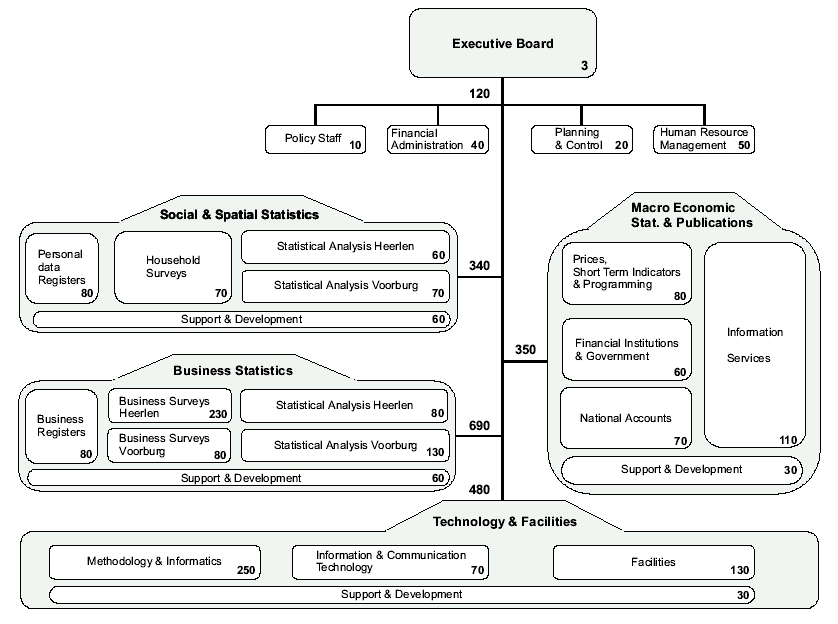 Executive Board
3
120
Policy Staff 10
Financial
Administration 40
Planning
& Control 20
Human Resource
Management 50
Social & Spatial Statistics
Personal
data
Registers
80
Household
Surveys
70
Statistical Analysis Heerlen
60
Statistical Analysis Voorburg
70
Support & Development 60
340
Macro Economic
Stat. & Publications
Prices,
Short Term Indicators
& Programming
80
Financial Institutions
& Government
60
National Accounts
70
Information
Services
110
Support & Development 30
350
Business Statistics
Business
Registers
80
Business Surveys
Heerlen 230
Business Surveys
Voorburg 80
Statistical Analysis Heerlen 80
Statistical Analysis Voorburg 130
Support & Development 60
690
480
Technology & Facilities
Methodology & Informatics 250
Information & Communication
Technology 70
Facilities 130
Support & Development 30